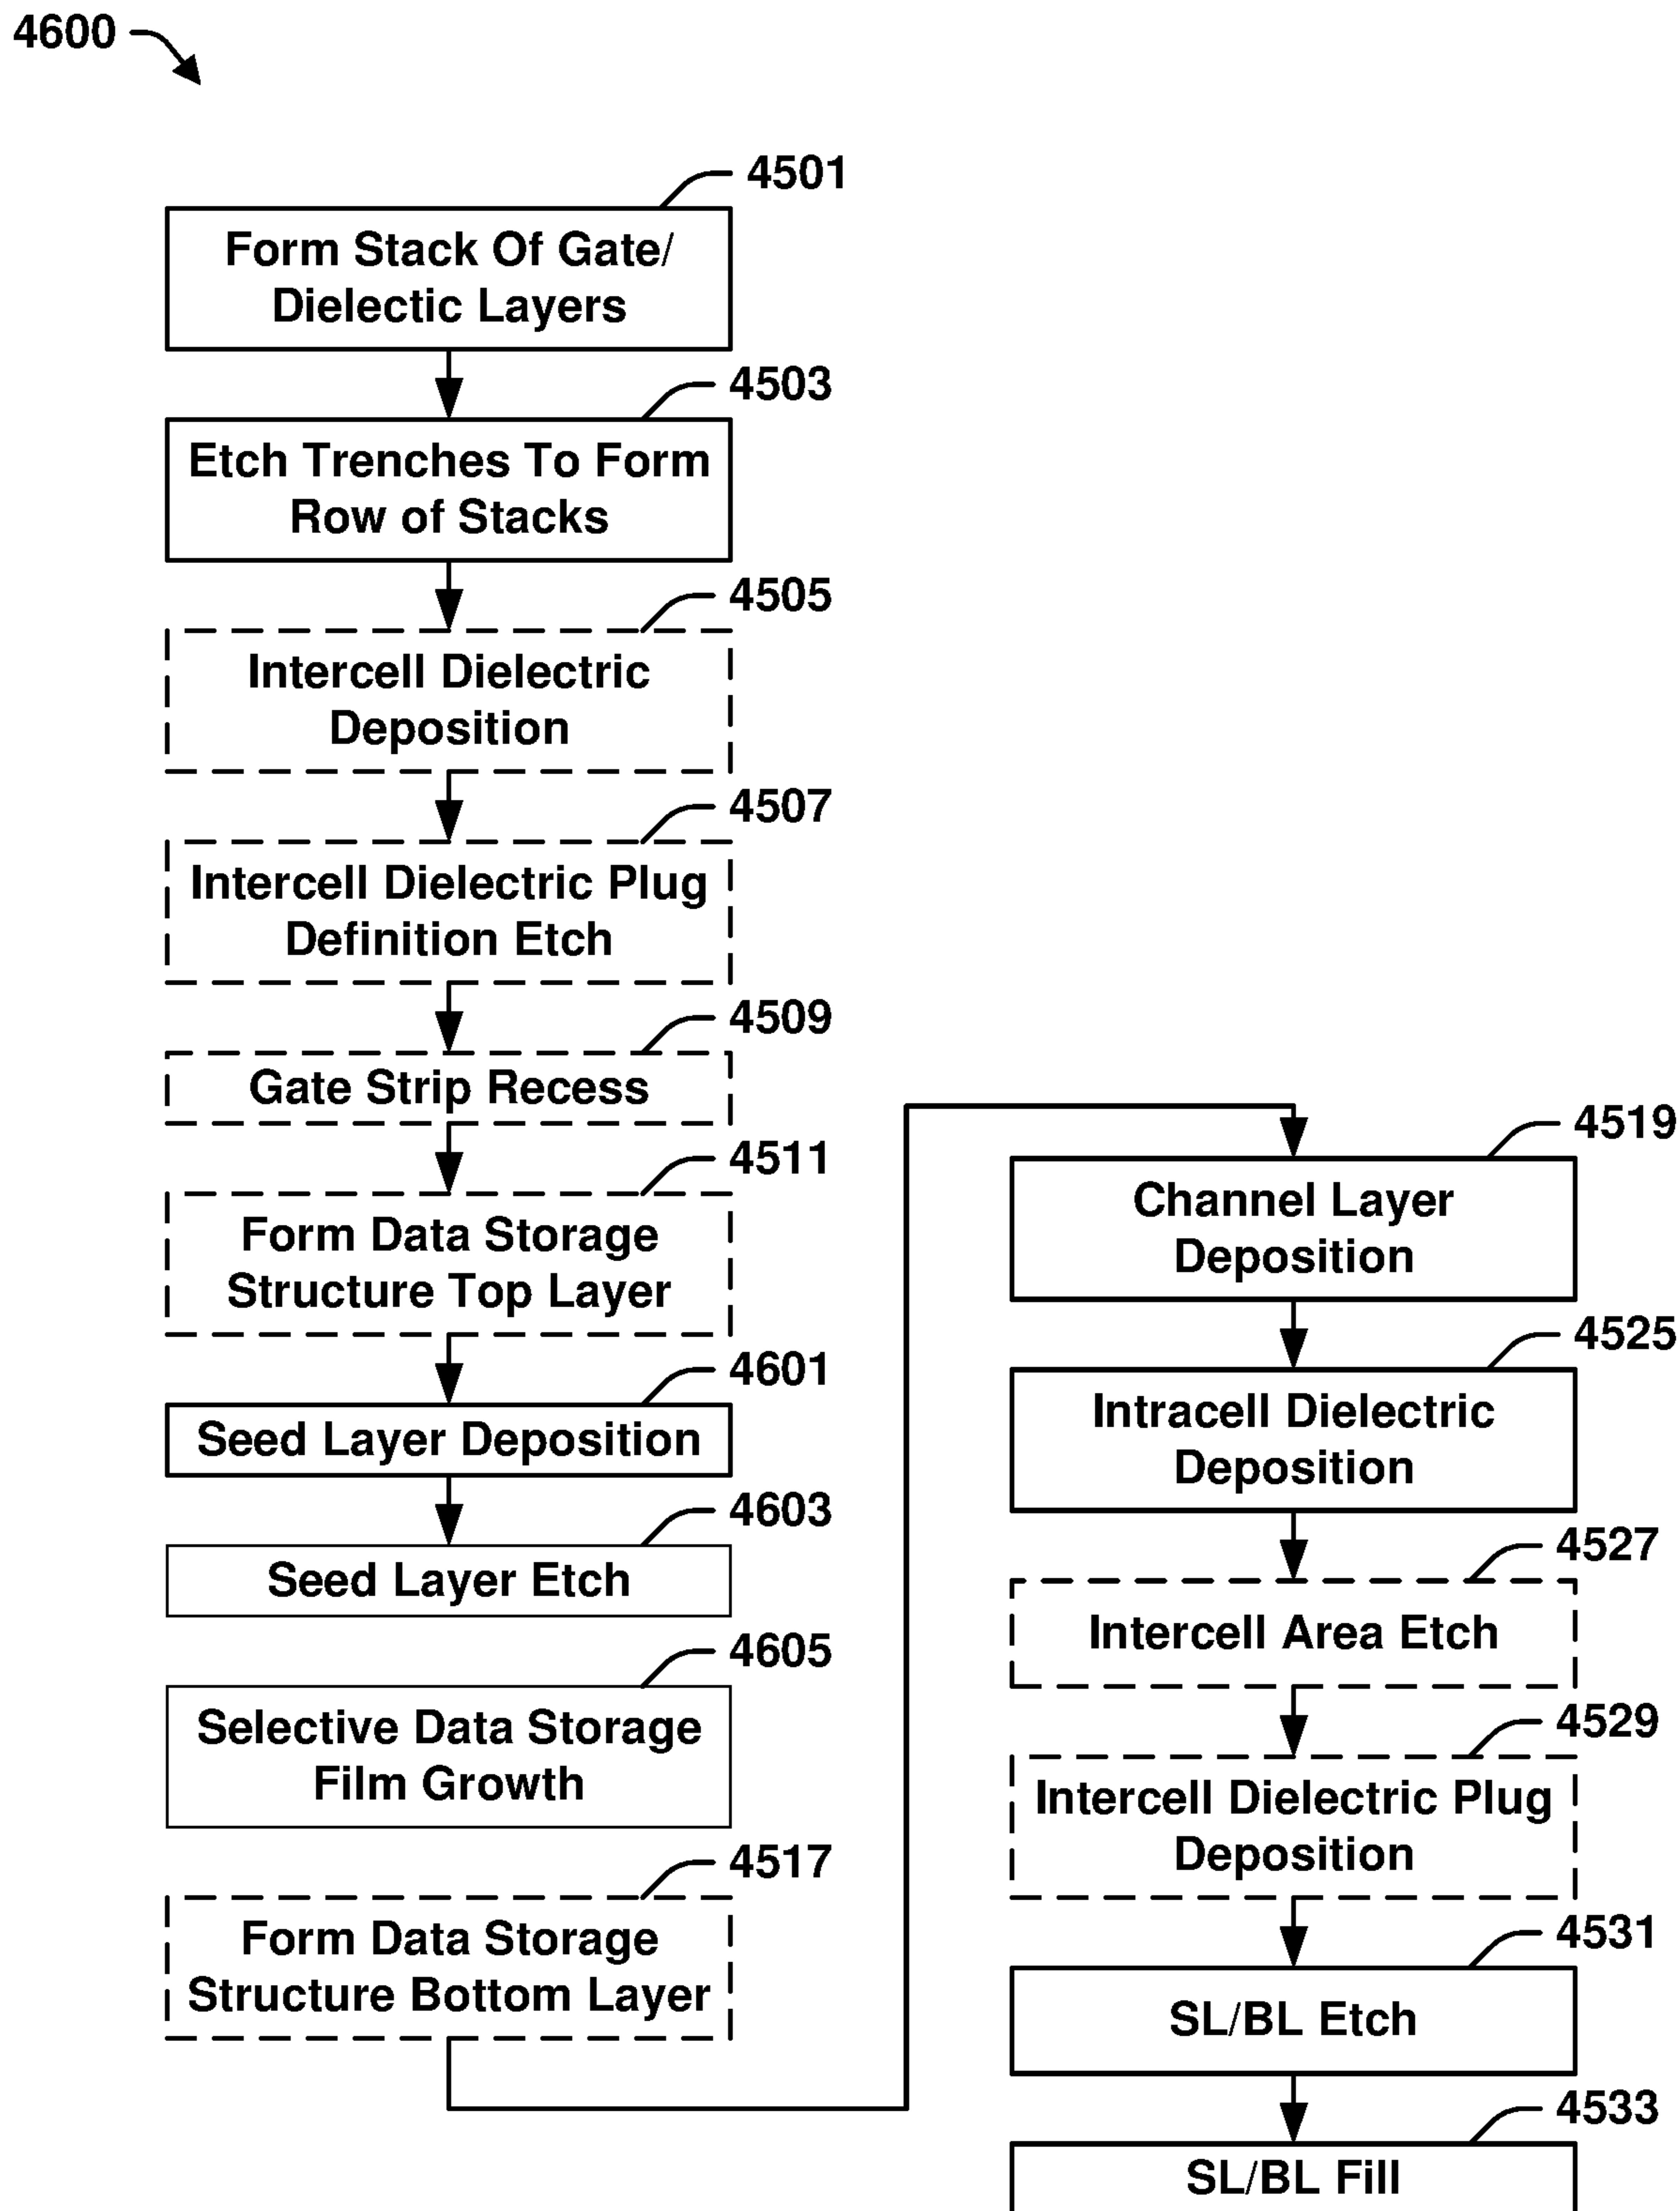 4600
4501
Form Stack Of Gate/
Dielectic Layers
4503
Etch Trenches To Form
Row of Stacks
4505
Intercell Dielectric
Deposition
4507
Intercell Dielectric Plug
Definition Etch
4509
Gate Strip Recess
4511
Form Data Storage
Structure Top Layer
4601
Seed Layer Deposition
4603
Seed Layer Etch
4605
Selective Data Storage
Film Growth
4517
Form Data Storage
Structure Bottom Layer
4519
Channel Layer
Deposition
4525
Intracell Dielectric
Deposition
4527
Intercell Area Etch
4529
Intercell Dielectric Plug
Deposition
4531
SL/BL Etch
4533
SL/BL Fill